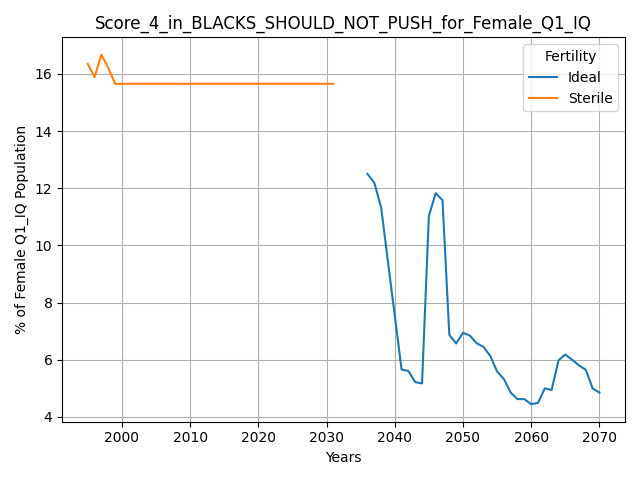 Score_4_in_BLACKS_SHOULD_NOT_PUSH_for_Female_Q1_IQ
Fertility
Ideal
Sterile
% of Female Q1_IQ Population
16
14
12
10
8
6
4
2000 2010 2020 2030 2040 2050 2060 2070
Years